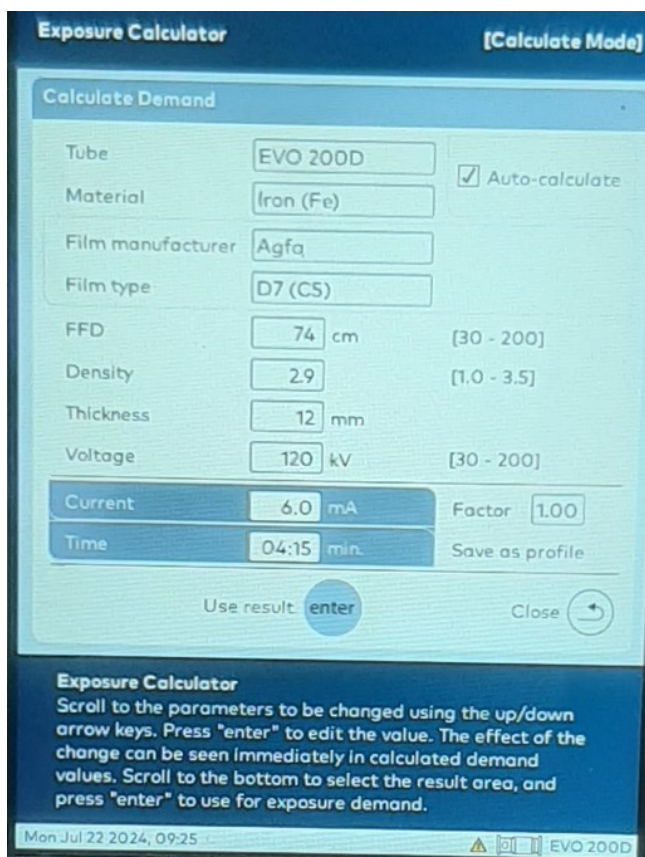 Exposure Calculator [Calculate Mode]
Calculate Demand
Tube EVO 200D
Auto-calculate
Material Iron (Fe)
Film manufacturer Agfa
Film type D7 (C5)
FFD 74 cm [30 - 200]
Density 2.9 [1.0 - 3.5]
Thickness 12 mm
Voltage 120 kV [30 - 200]
Current 6.0 mA Factor 1.00
Time 04:15 min. Save as profile
Use result enter Close
Exposure Calculator
Scroll to the parameters to be changed using the up/down
arrow keys. Press "enter" to edit the value. The effect of the
change can be seen immediately in calculated demand
values. Scroll to the bottom to select the result area, and
press "enter" to use for exposure demand.
Mon Jul 22 2024, 09:25 EVO 200D